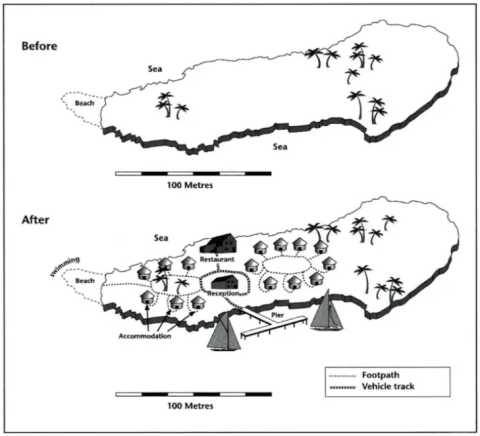 Before
Sea
Beach
Sea
100 Metres
After
Sea
swimming
Restaurant
Beach
Reception
Pier
Accommodation
Footpath
Vehicle track
100 Metres